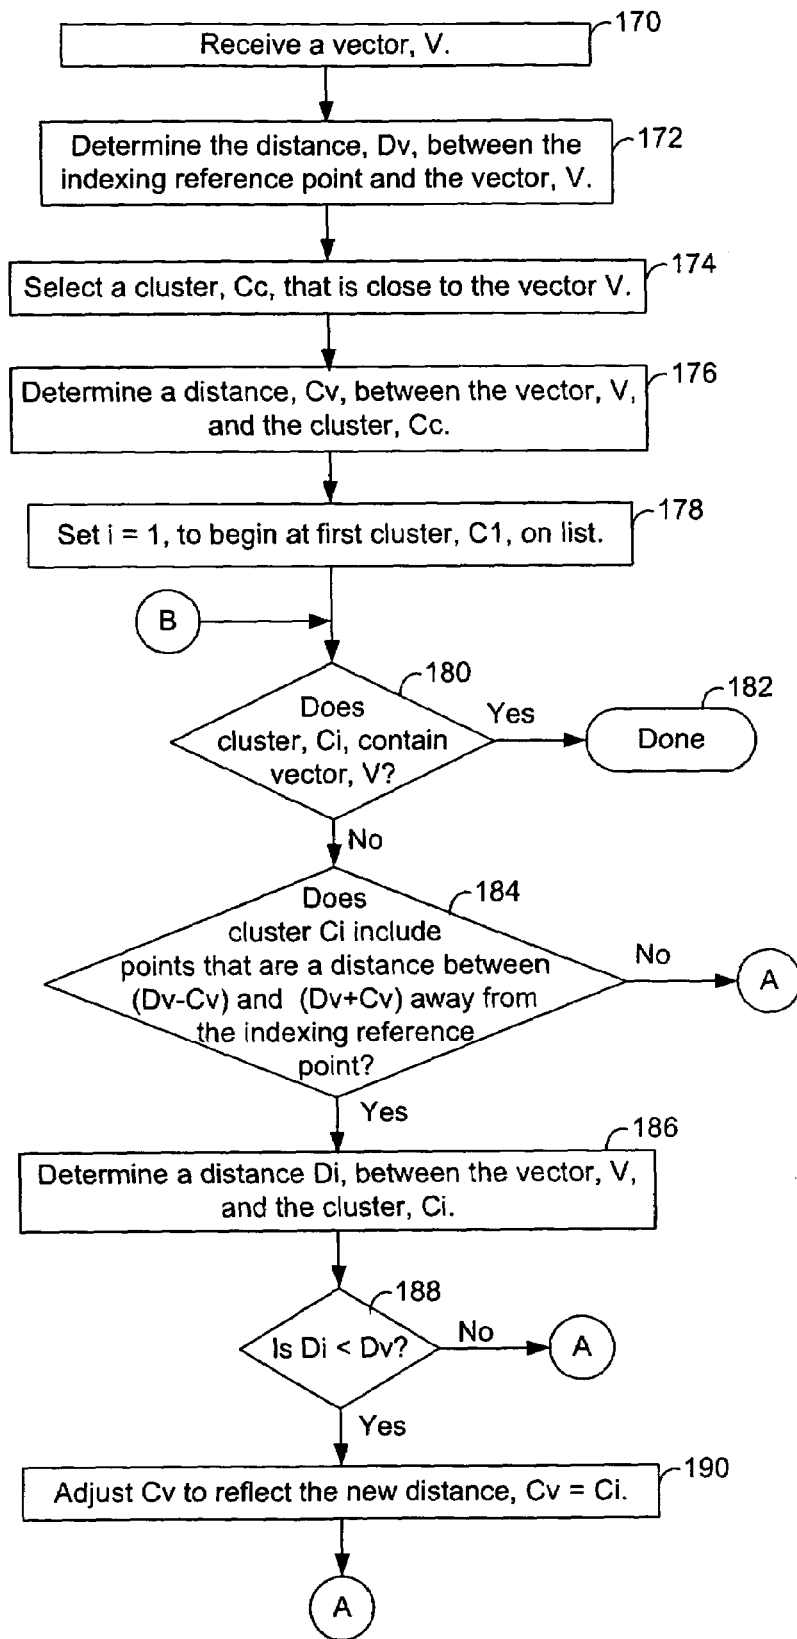 170
Receive a vector, V.
172
Determine the distance, Dv, between the
indexing reference point and the vector, V.
174
Select a cluster, Cc, that is close to the vector V.
176
Determine a distance, Cv, between the vector, V,
and the cluster, Cc.
178
Set i = 1, to begin at first cluster, C1, on list.
B
180
Does
cluster, Ci, contain
vector, V?
Yes
182
Done
No
184
Does
cluster Ci include
points that are a distance between
(Dv-Cv) and (Dv+Cv) away from
the indexing reference
point?
No
A
Yes
186
Determine a distance Di, between the vector, V,
and the cluster, Ci.
188
Is Di < Dv?
No
A
Yes
190
Adjust Cv to reflect the new distance, Cv = Ci.
A